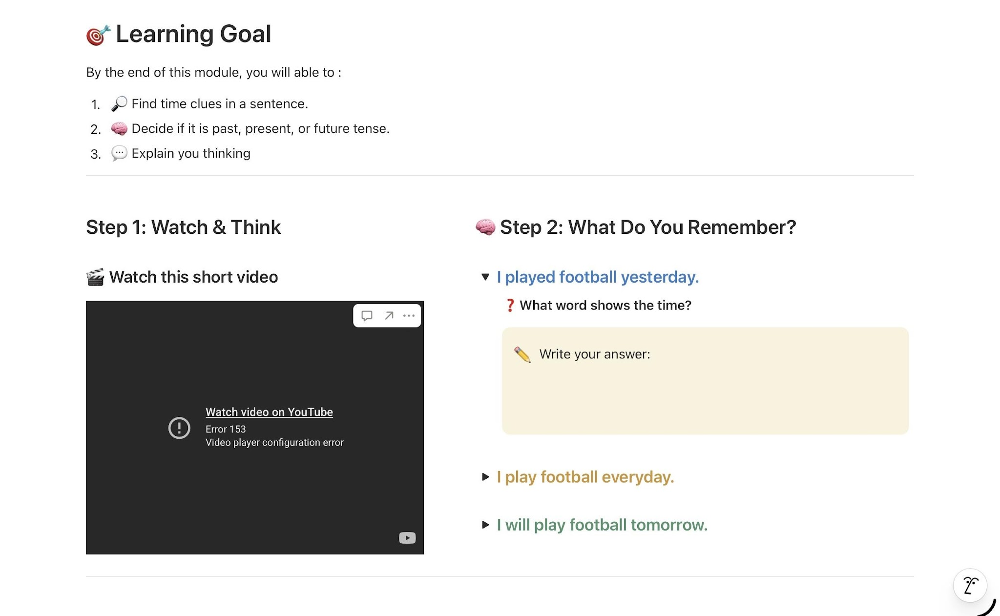 🎯 Learning Goal
By the end of this module, you will able to :
1. 🔎 Find time clues in a sentence.
2. 🧠 Decide if it is past, present, or future tense.
3. 💬 Explain you thinking
Step 1: Watch & Think
🎬 Watch this short video
Watch video on YouTube
Error 153
Video player configuration error
🧠 Step 2: What Do You Remember?
I played football yesterday.
❓ What word shows the time?
✏️ Write your answer:
I play football everyday.
I will play football tomorrow.